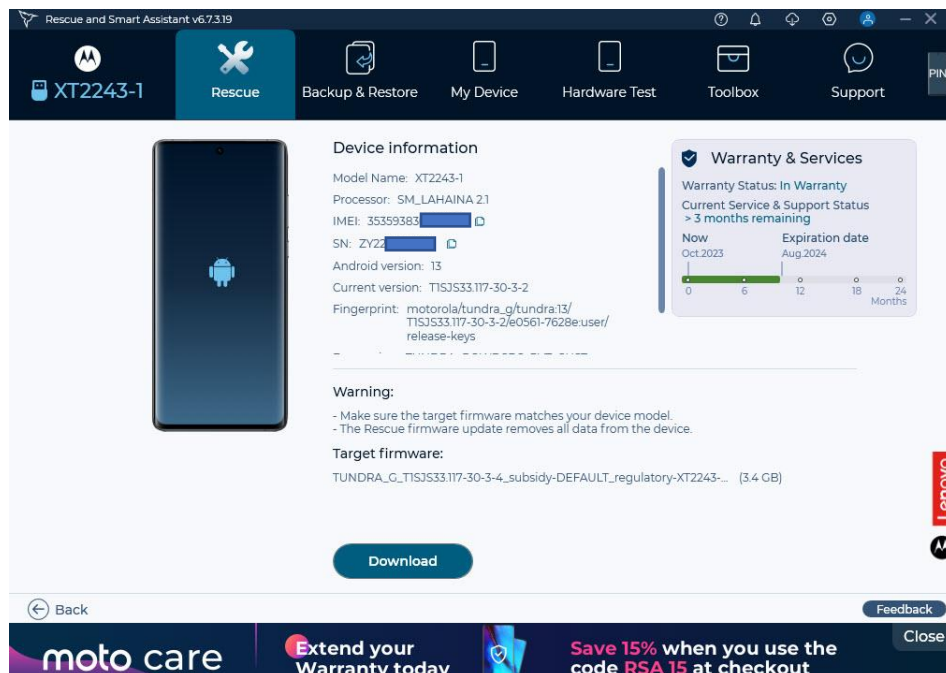 Rescue and Smart Assistant v6.7.3.19
XT2243-1
Rescue
Backup & Restore
My Device
Hardware Test
Toolbox
Support
PIN
Device information
Model Name: XT2243-1
Processor: SM_LAHAINA 2.1
IMEI: 35359383
SN: ZY22
Android version: 13
Current version: T1SJS33.117-30-3-2
Fingerprint: motorola/tundra_g/tundra:13/
T1SJS33.117-30-3-2/e0561-7628e:user/
release-keys
Warranty & Services
Warranty Status: In Warranty
Current Service & Support Status
> 3 months remaining
Now Expiration date
Oct.2023 Aug.2024
0 6 12 18 24
Months
Warning:
- Make sure the target firmware matches your device model.
- The Rescue firmware update removes all data from the device.
Target firmware:
TUNDRA_G_T1SJS33.117-30-3-4_subsidy-DEFAULT_regulatory-XT2243-... (3.4 GB)
Download
Back
Feedback
Close
moto care
Extend your
Warranty today
Save 15% when you use the
code RSA 15 at checkout